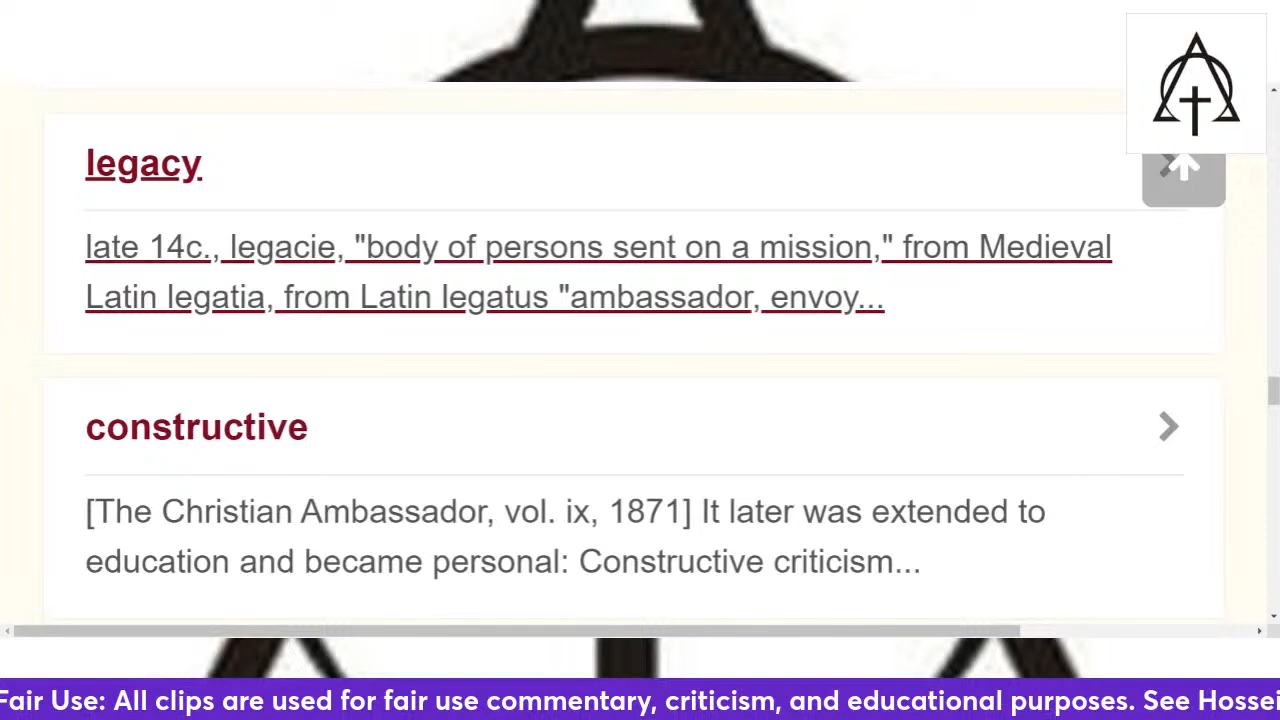 legacy
late 14c., legacie, "body of persons sent on a mission," from Medieval
Latin legatia, from Latin legatus "ambassador, envoy...
constructive
[The Christian Ambassador, vol. ix, 1871] It later was extended to
education and became personal: Constructive criticism...
Fair Use: All clips are used for fair use commentary, criticism, and educational purposes. See Hossei